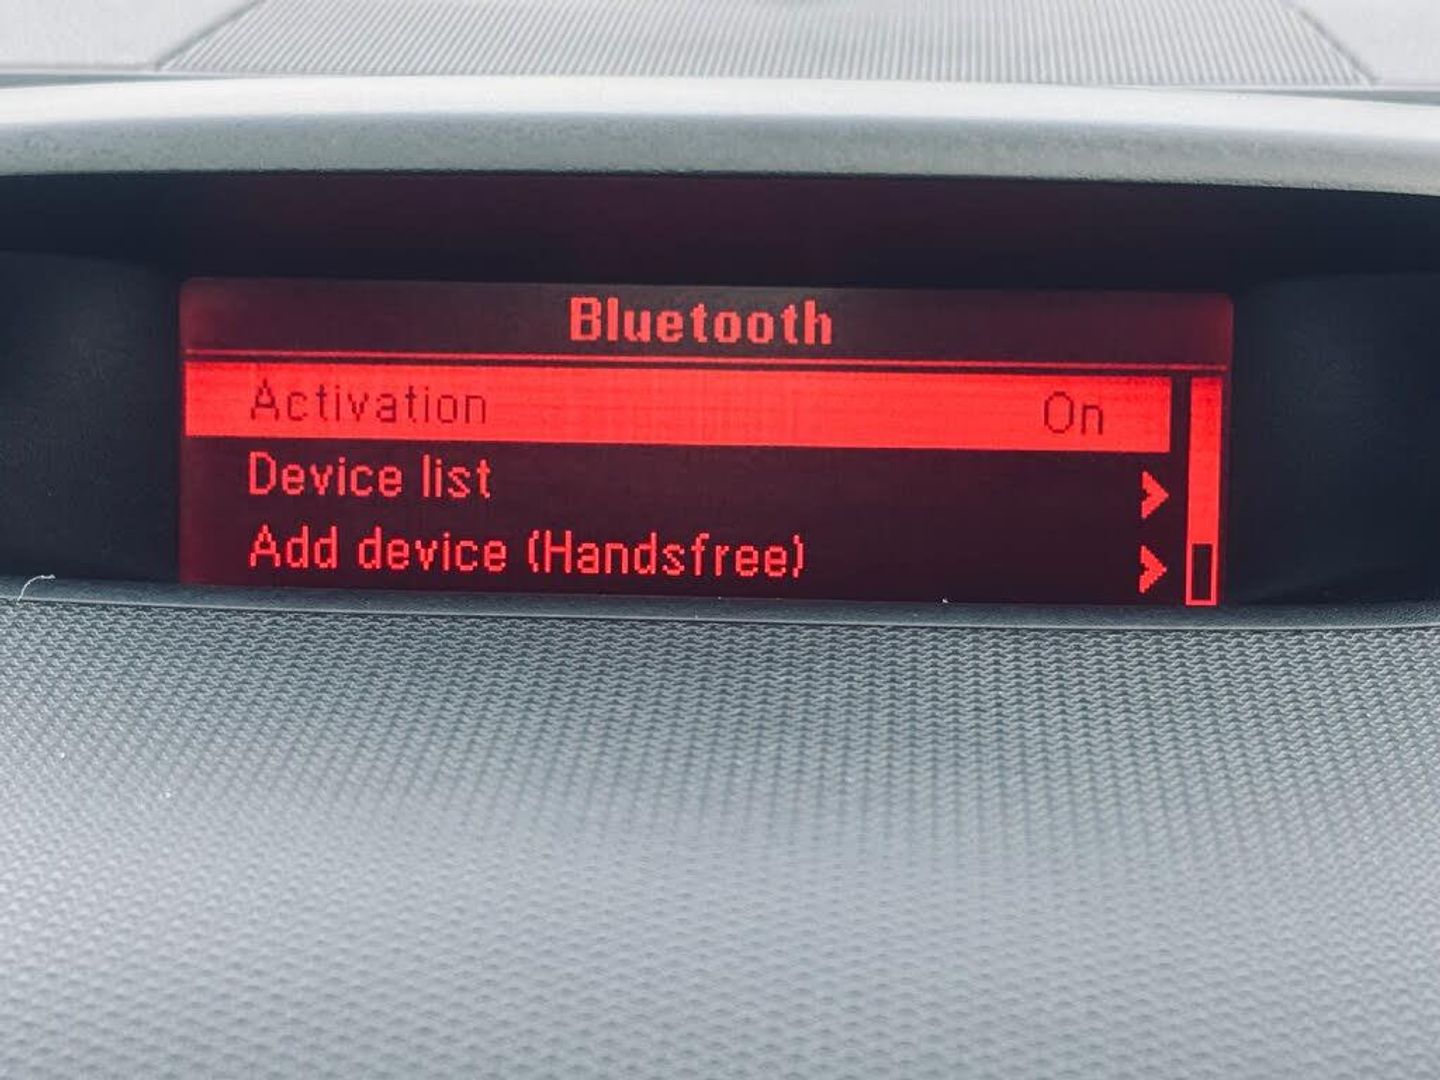 Bluetooth
Activation On
Device list
Add device (Handsfree)